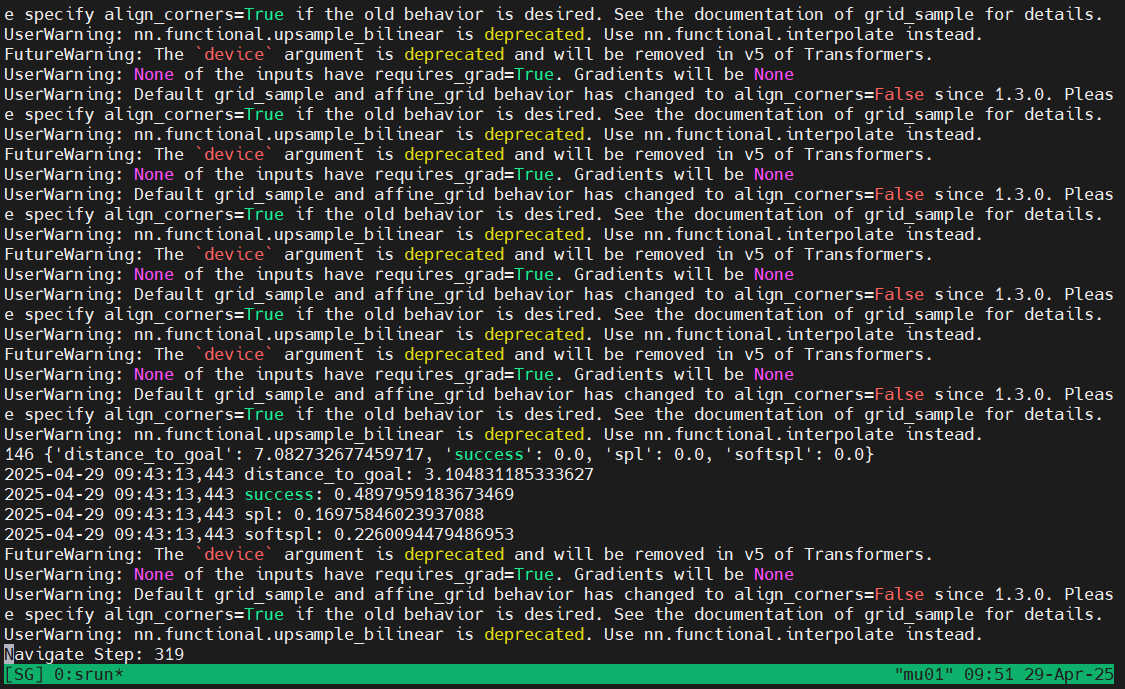 e specify align_corners=True if the old behavior is desired. See the documentation of grid_sample for details.
UserWarning: nn.functional.upsample_bilinear is deprecated. Use nn.functional.interpolate instead.
FutureWarning: The `device` argument is deprecated and will be removed in v5 of Transformers.
UserWarning: None of the inputs have requires_grad=True. Gradients will be None
UserWarning: Default grid_sample and affine_grid behavior has changed to align_corners=False since 1.3.0. Pleas
e specify align_corners=True if the old behavior is desired. See the documentation of grid_sample for details.
UserWarning: nn.functional.upsample_bilinear is deprecated. Use nn.functional.interpolate instead.
FutureWarning: The `device` argument is deprecated and will be removed in v5 of Transformers.
UserWarning: None of the inputs have requires_grad=True. Gradients will be None
UserWarning: Default grid_sample and affine_grid behavior has changed to align_corners=False since 1.3.0. Pleas
e specify align_corners=True if the old behavior is desired. See the documentation of grid_sample for details.
UserWarning: nn.functional.upsample_bilinear is deprecated. Use nn.functional.interpolate instead.
FutureWarning: The `device` argument is deprecated and will be removed in v5 of Transformers.
UserWarning: None of the inputs have requires_grad=True. Gradients will be None
UserWarning: Default grid_sample and affine_grid behavior has changed to align_corners=False since 1.3.0. Pleas
e specify align_corners=True if the old behavior is desired. See the documentation of grid_sample for details.
UserWarning: nn.functional.upsample_bilinear is deprecated. Use nn.functional.interpolate instead.
FutureWarning: The `device` argument is deprecated and will be removed in v5 of Transformers.
UserWarning: None of the inputs have requires_grad=True. Gradients will be None
UserWarning: Default grid_sample and affine_grid behavior has changed to align_corners=False since 1.3.0. Pleas
e specify align_corners=True if the old behavior is desired. See the documentation of grid_sample for details.
UserWarning: nn.functional.upsample_bilinear is deprecated. Use nn.functional.interpolate instead.
146 {'distance_to_goal': 7.082732677459717, 'success': 0.0, 'spl': 0.0, 'softspl': 0.0}
2025-04-29 09:43:13,443 distance_to_goal: 3.104831185333627
2025-04-29 09:43:13,443 success: 0.4897959183673469
2025-04-29 09:43:13,443 spl: 0.16975846023937088
2025-04-29 09:43:13,443 softspl: 0.2260094479486953
FutureWarning: The `device` argument is deprecated and will be removed in v5 of Transformers.
UserWarning: None of the inputs have requires_grad=True. Gradients will be None
UserWarning: Default grid_sample and affine_grid behavior has changed to align_corners=False since 1.3.0. Pleas
e specify align_corners=True if the old behavior is desired. See the documentation of grid_sample for details.
UserWarning: nn.functional.upsample_bilinear is deprecated. Use nn.functional.interpolate instead.
Navigate Step: 319
[SG] 0:srun* "mu01" 09:51 29-Apr-25